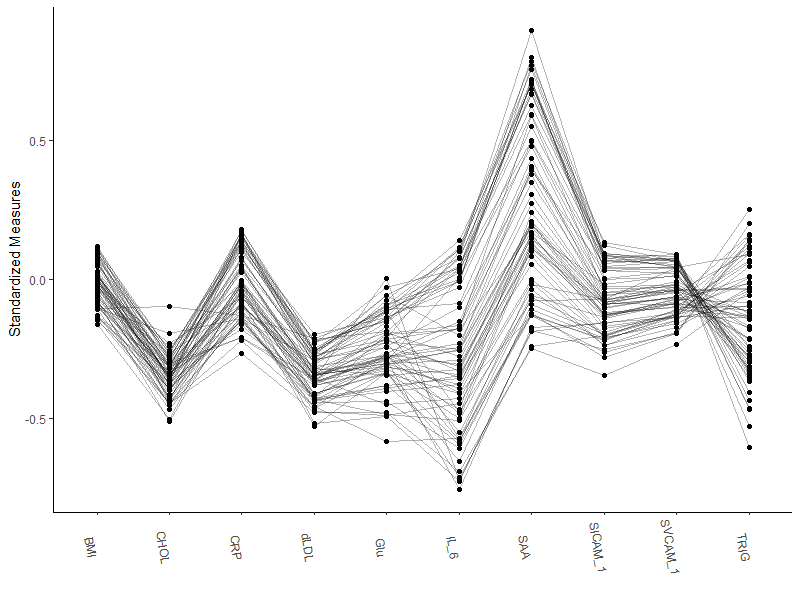 Standardized Measures
0.5
0.0
-0.5
BMI
CHOL
CRP
dLDL
Glu
IL_6
SAA
SICAM_1
SVCAM_1
TRIG